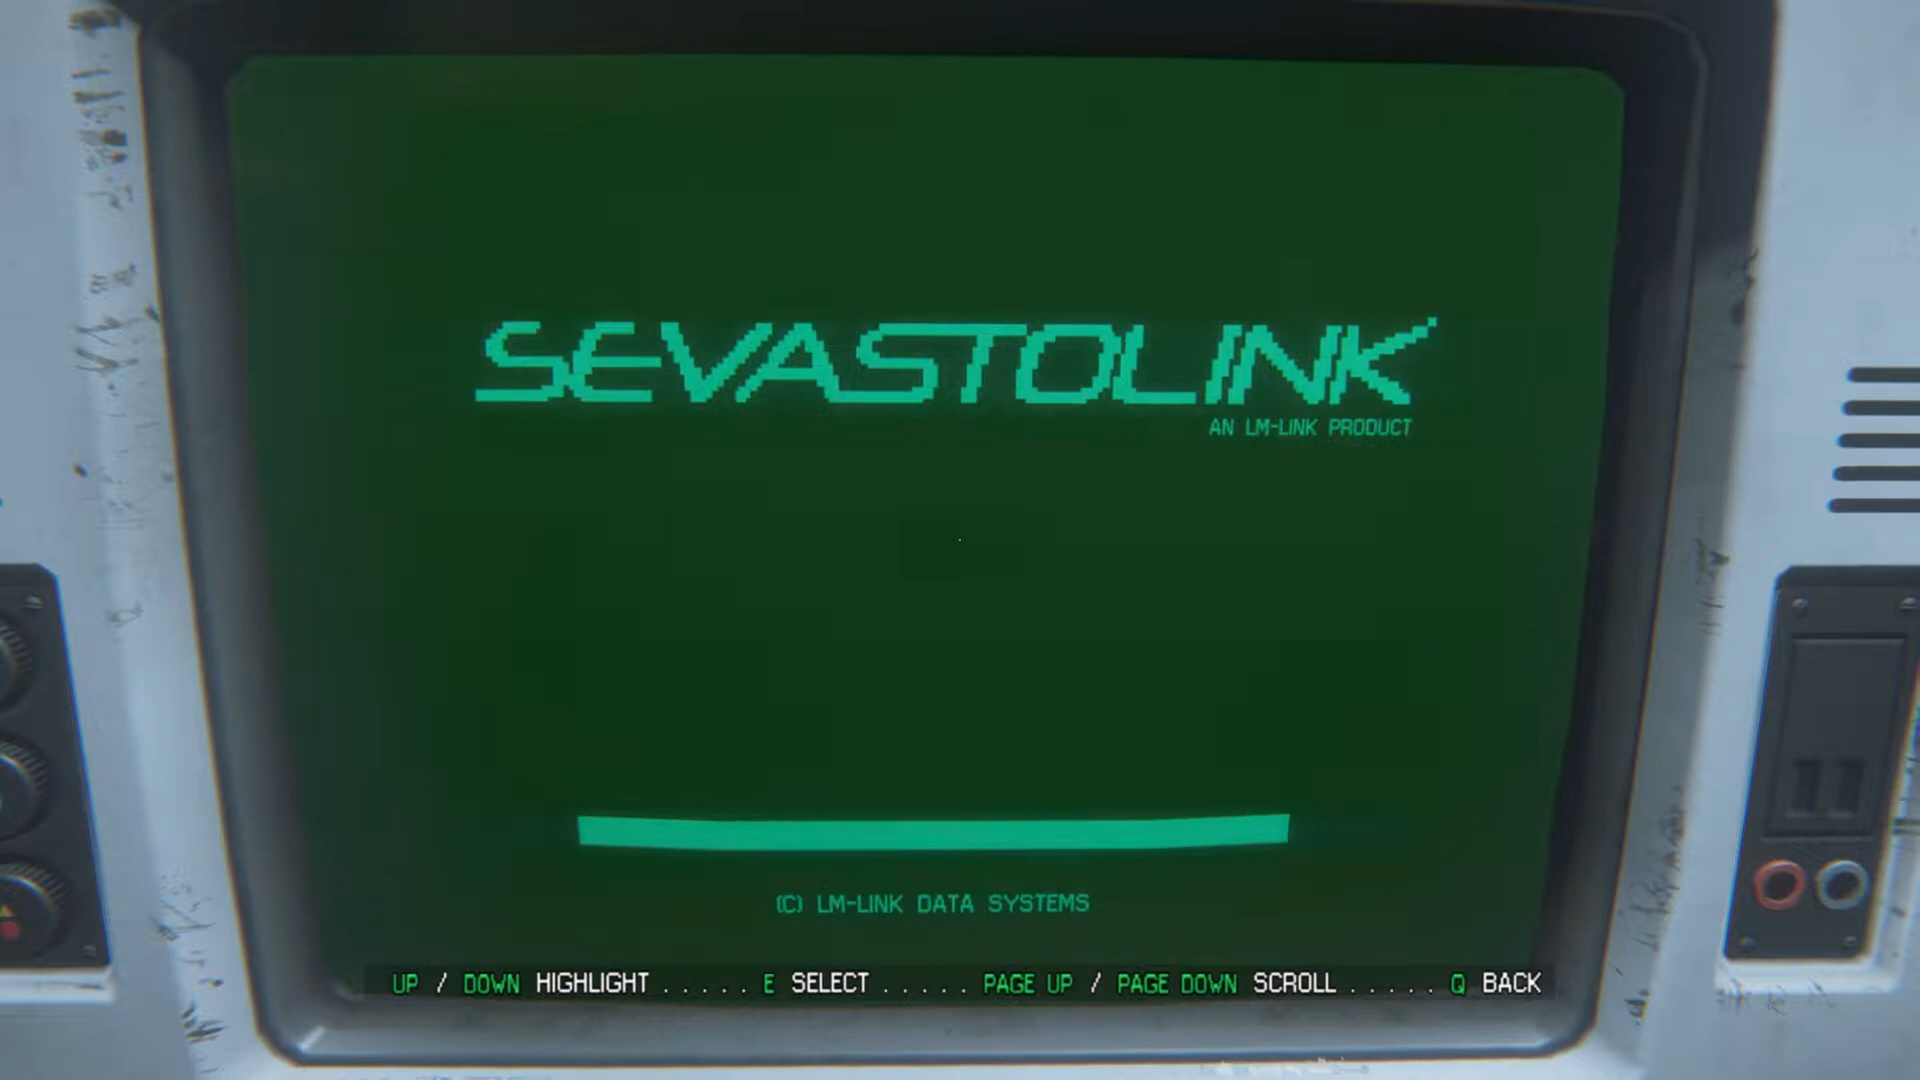 SEVASTOLINK
AN LM-LINK PRODUCT
(C) LM-LINK DATA SYSTEMS
UP / DOWN HIGHLIGHT ..... E SELECT ..... PAGE UP / PAGE DOWN SCROLL ..... Q BACK